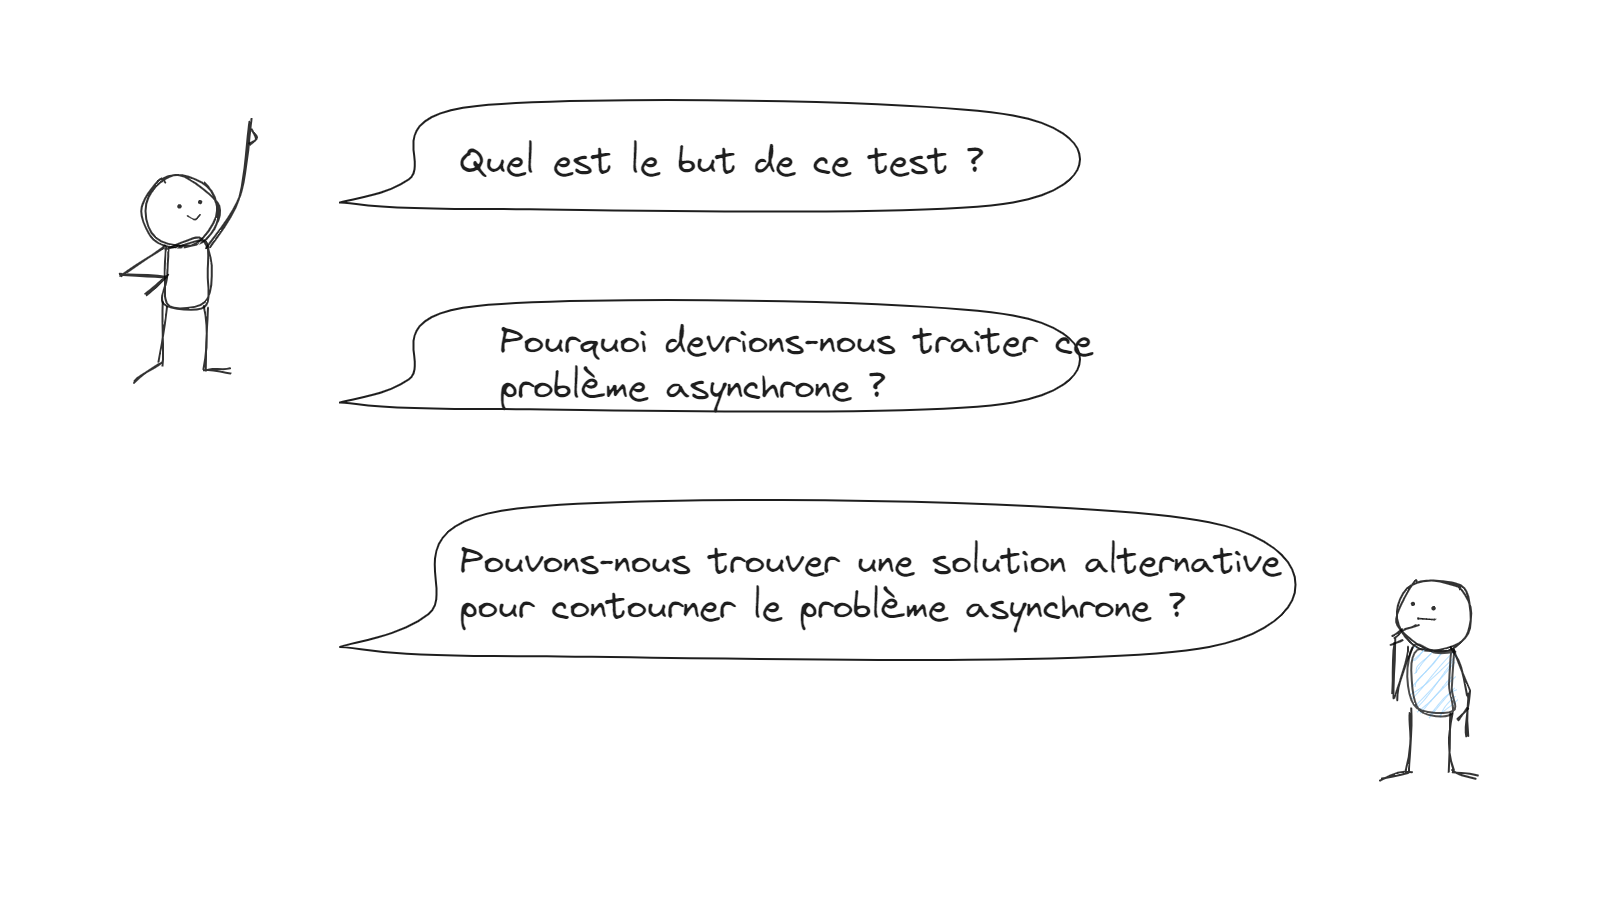 Quel est le but de ce test ?
Pourquoi devrions-nous traiter ce
problème asynchrone ?
Pouvons-nous trouver une solution alternative
pour contourner le problème asynchrone ?